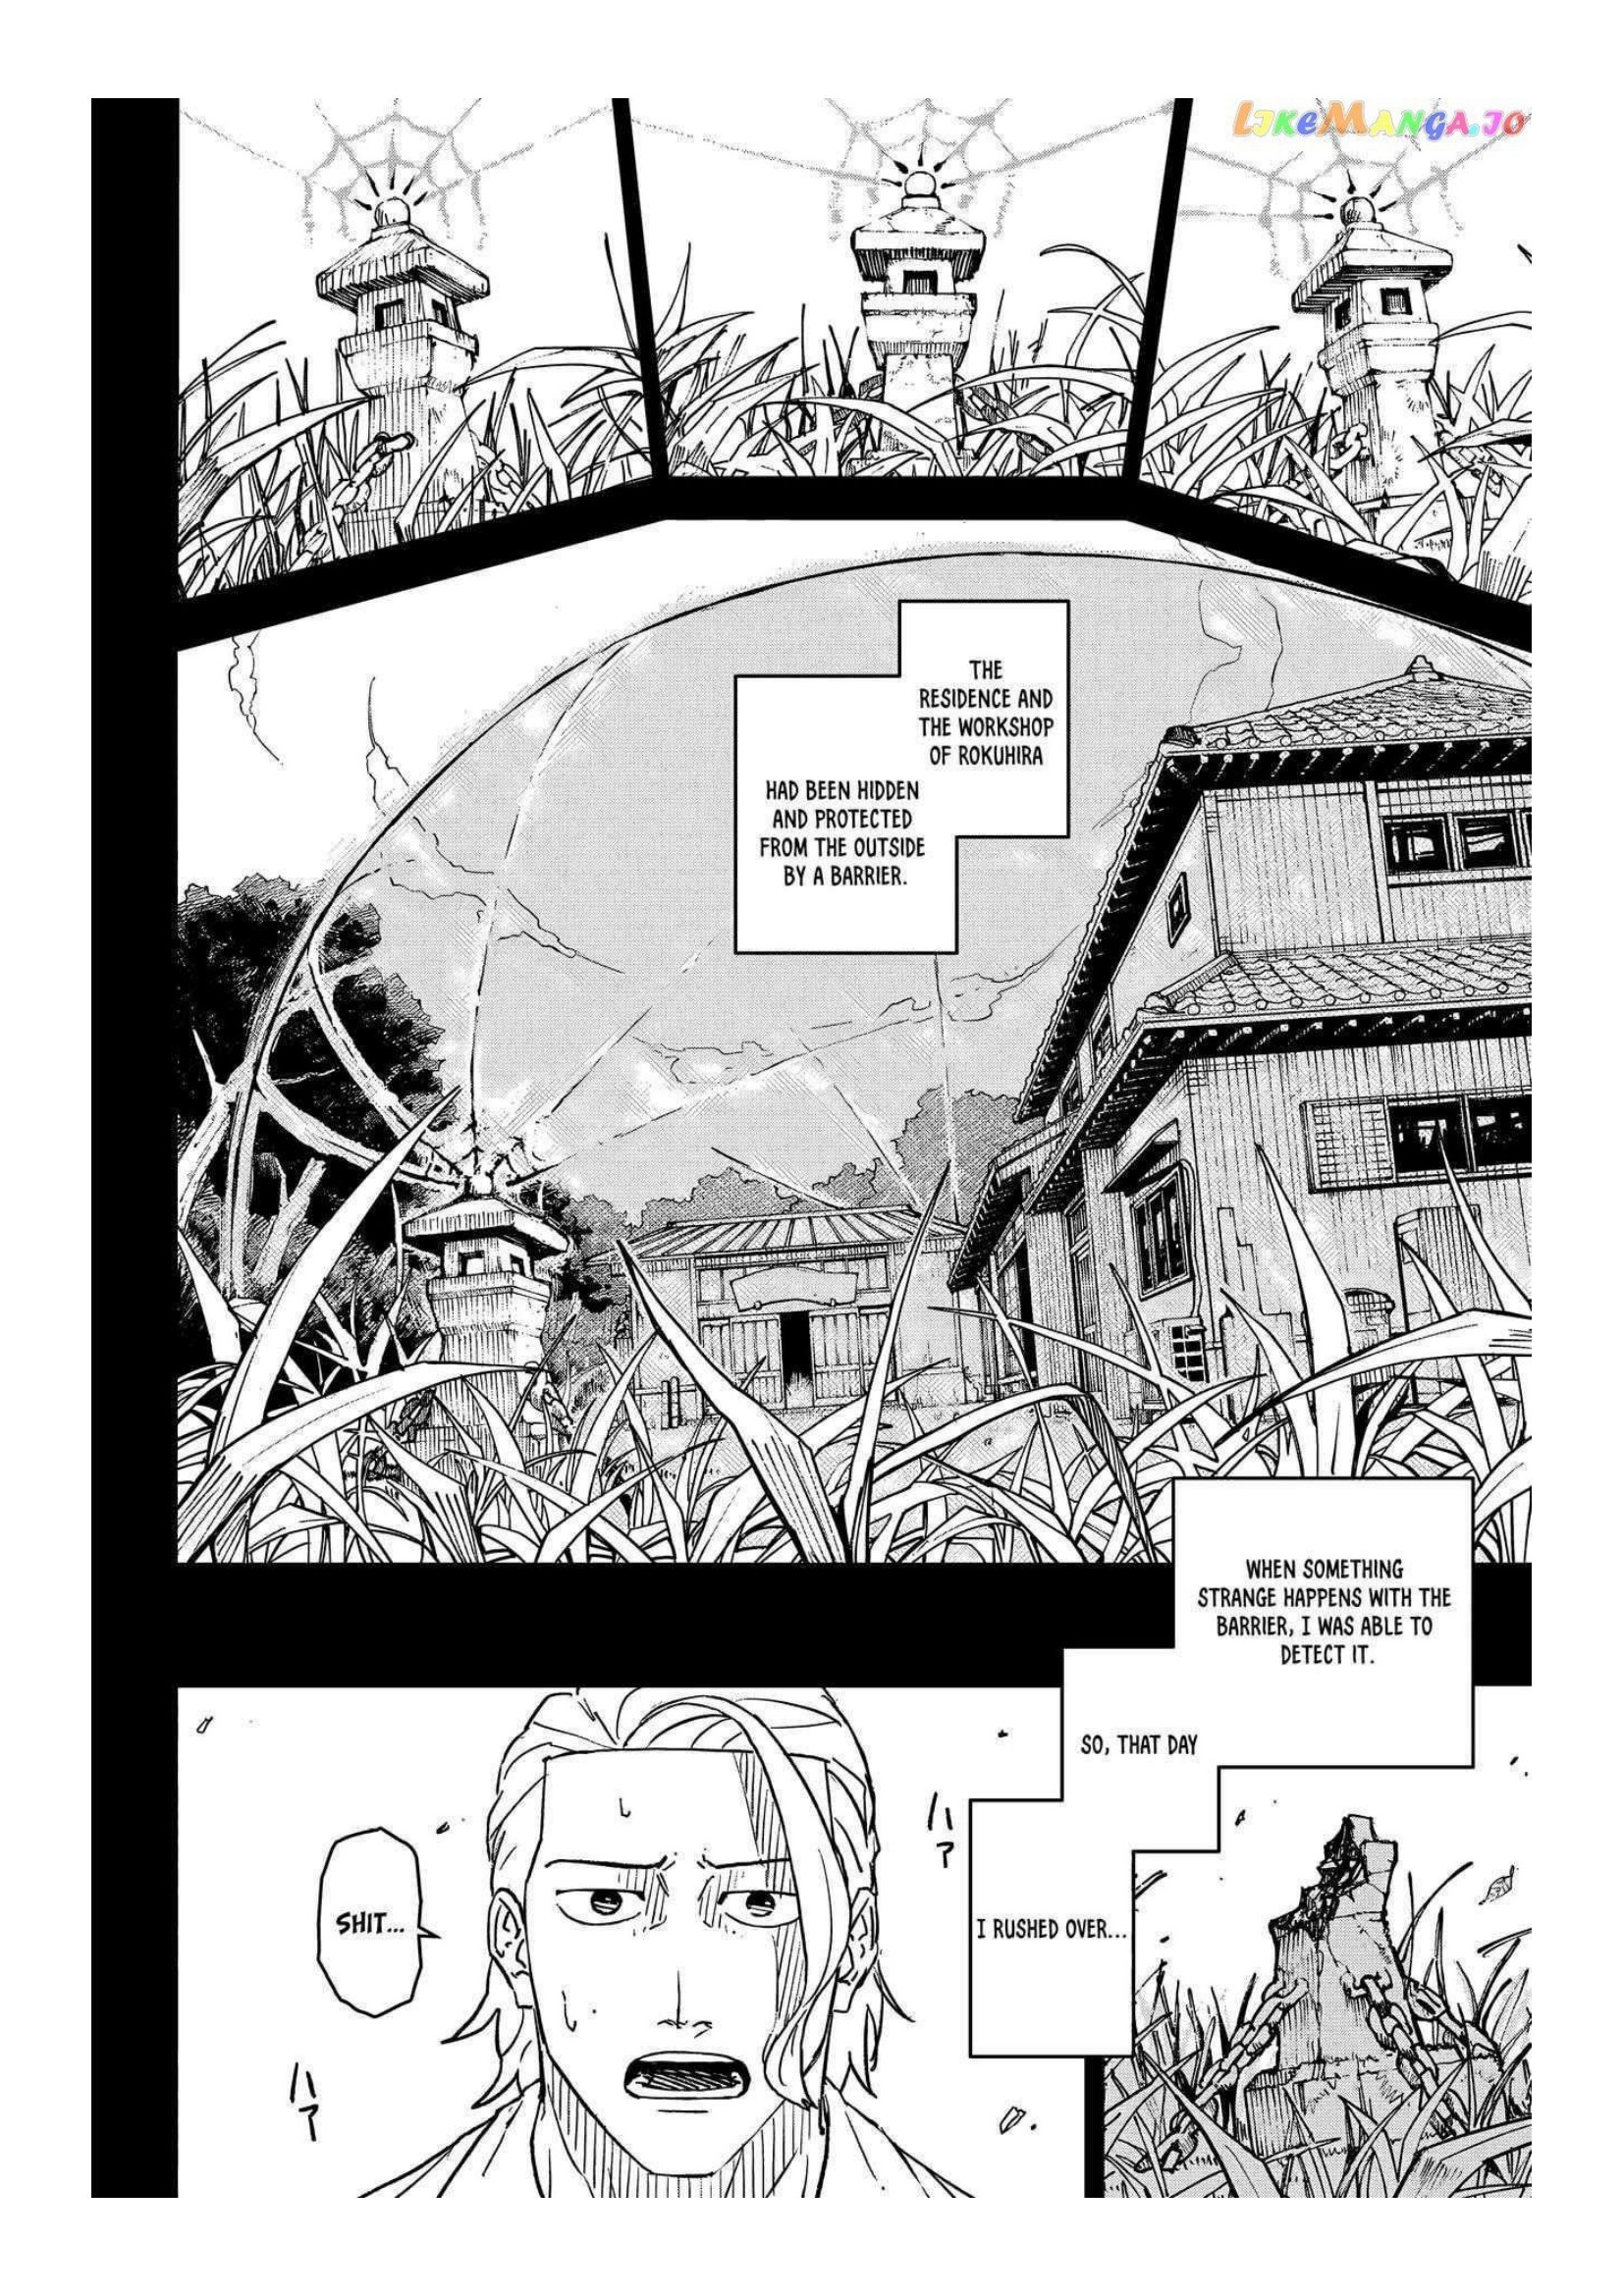 LIKEMANGA.IO
THE
RESIDENCE AND
THE WORKSHOP
OF ROKUHIRA
HAD BEEN HIDDEN
AND PROTECTED
FROM THE OUTSIDE
BY A BARRIER.
WHEN SOMETHING
STRANGE HAPPENS WITH THE
BARRIER, I WAS ABLE TO
DETECT IT.
SO, THAT DAY
I RUSHED OVER...
ハァ
SHIT...
ハァ